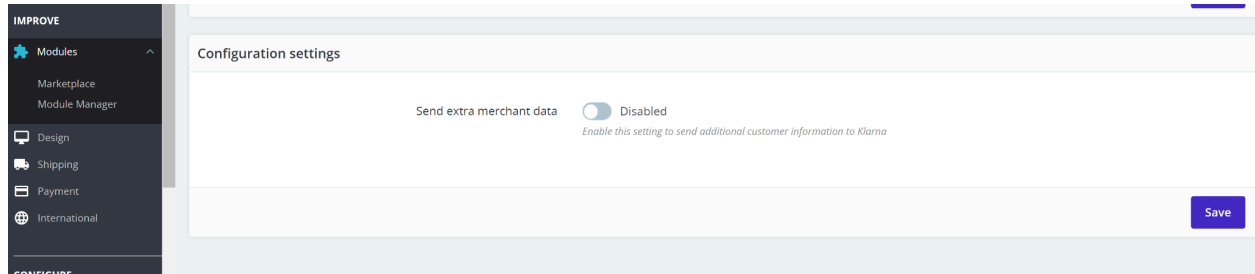 IMPROVE
Modules
Marketplace
Module Manager
Design
Shipping
Payment
International
Configuration settings
Send extra merchant data
Disabled
Enable this setting to send additional customer information to Klarna
Save
CONFIGURE